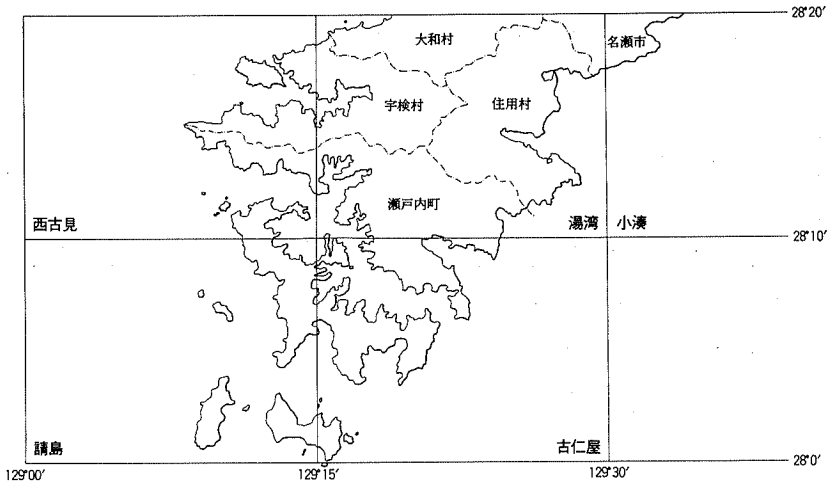 28°20'
大和村
名瀬市
宇検村
住用村
瀬戸内町
西古見
湯湾
小湊
28°10'
請島
古仁屋
28°0'
129°00'
129°15'
129°30'